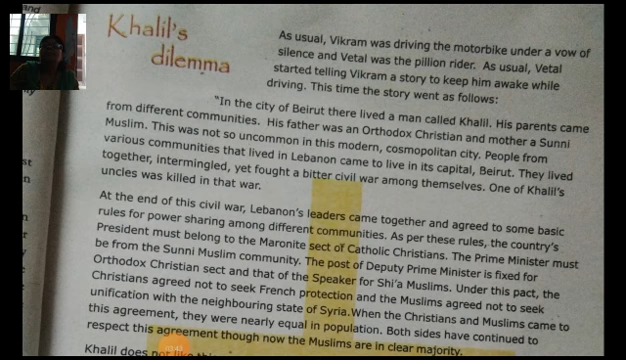 and
Khalil's
dilemma
As usual, Vikram was driving the motorbike under a vow of
silence and Vetal was the pillion rider. As usual, Vetal
started telling Vikram a story to keep him awake while
driving. This time the story went as follows:
"In the city of Beirut there lived a man called Khalil. His parents came
from different communities. His father was an Orthodox Christian and mother a Sunni
Muslim. This was not so uncommon in this modern, cosmopolitan city. People from
various communities that lived in Lebanon came to live in its capital, Beirut. They lived
together, intermingled, yet fought a bitter civil war among themselves. One of Khalil's
uncles was killed in that war.
At the end of this civil war, Lebanon's leaders came together and agreed to some basic
rules for power sharing among different communities. As per these rules, the country's
President must belong to the Maronite sect of Catholic Christians. The Prime Minister must
be from the Sunni Muslim community. The post of Deputy Prime Minister is fixed for
Orthodox Christian sect and that of the Speaker for Shi'a Muslims. Under this pact, the
Christians agreed not to seek French protection and the Muslims agreed not to seek
unification with the neighbouring state of Syria.When the Christians and Muslims came to
this agreement, they were nearly equal in population. Both sides have continued to
respect this agreement though now the Muslims are in clear majority.
Khalil does not like this